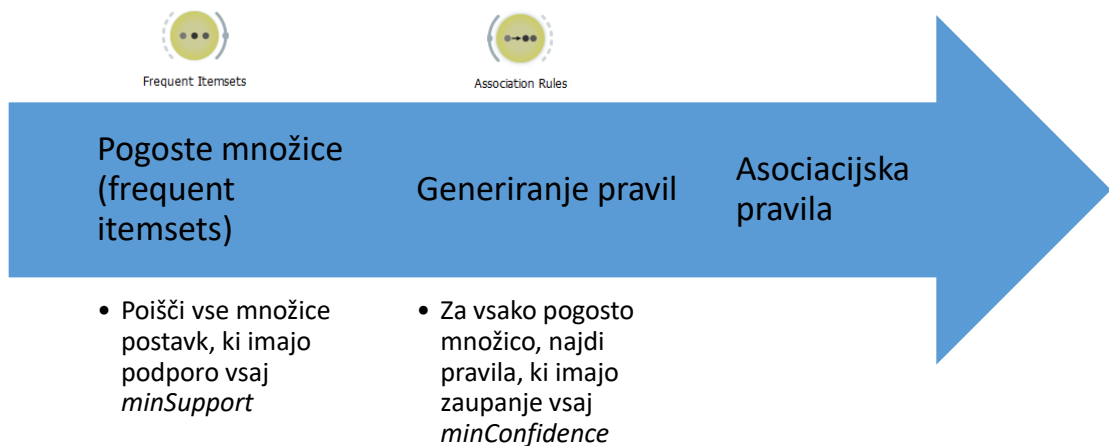 Frequent Itemsets
Association Rules
Pogoste množice
(frequent
itemsets)
Generiranje pravil
Asociacijska
pravila
• Poišči vse množice
postavk, ki imajo
podporo vsaj
minSupport
• Za vsako pogosto
množico, najdi
pravila, ki imajo
zaupanje vsaj
minConfidence